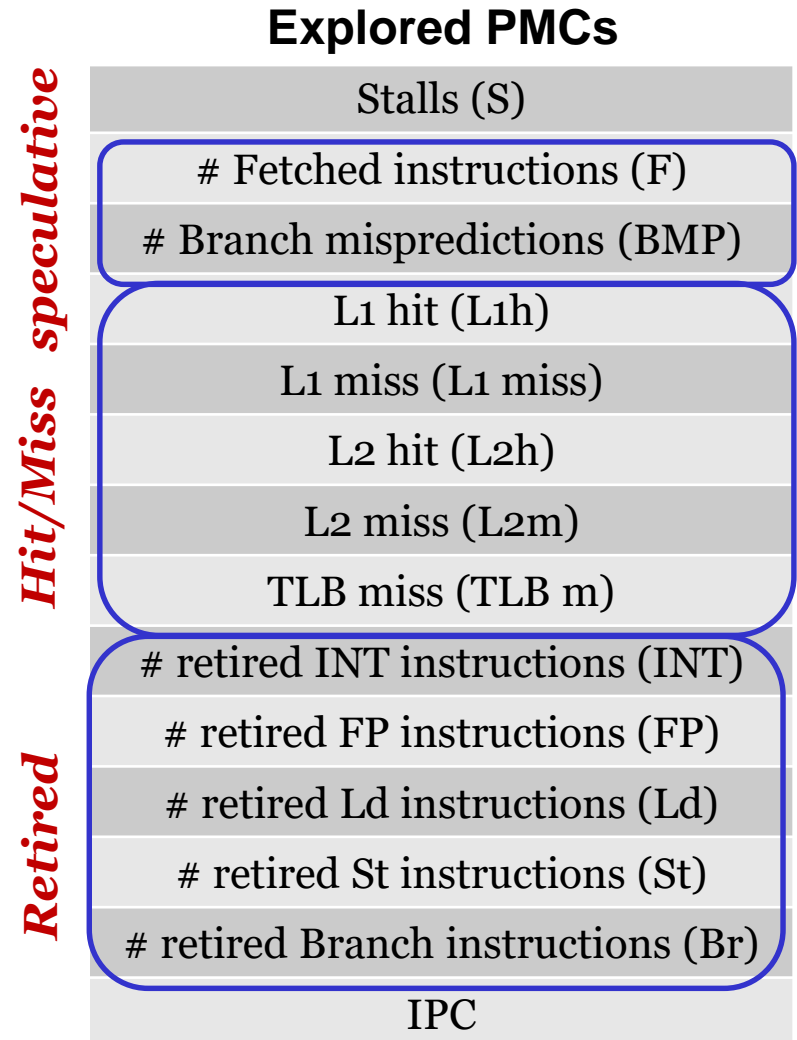 Explored PMCs
speculative
Hit/Miss
Retired
Stalls (S)
# Fetched instructions (F)
# Branch mispredictions (BMP)
L1 hit (L1h)
L1 miss (L1 miss)
L2 hit (L2h)
L2 miss (L2m)
TLB miss (TLB m)
# retired INT instructions (INT)
# retired FP instructions (FP)
# retired Ld instructions (Ld)
# retired St instructions (St)
# retired Branch instructions (Br)
IPC